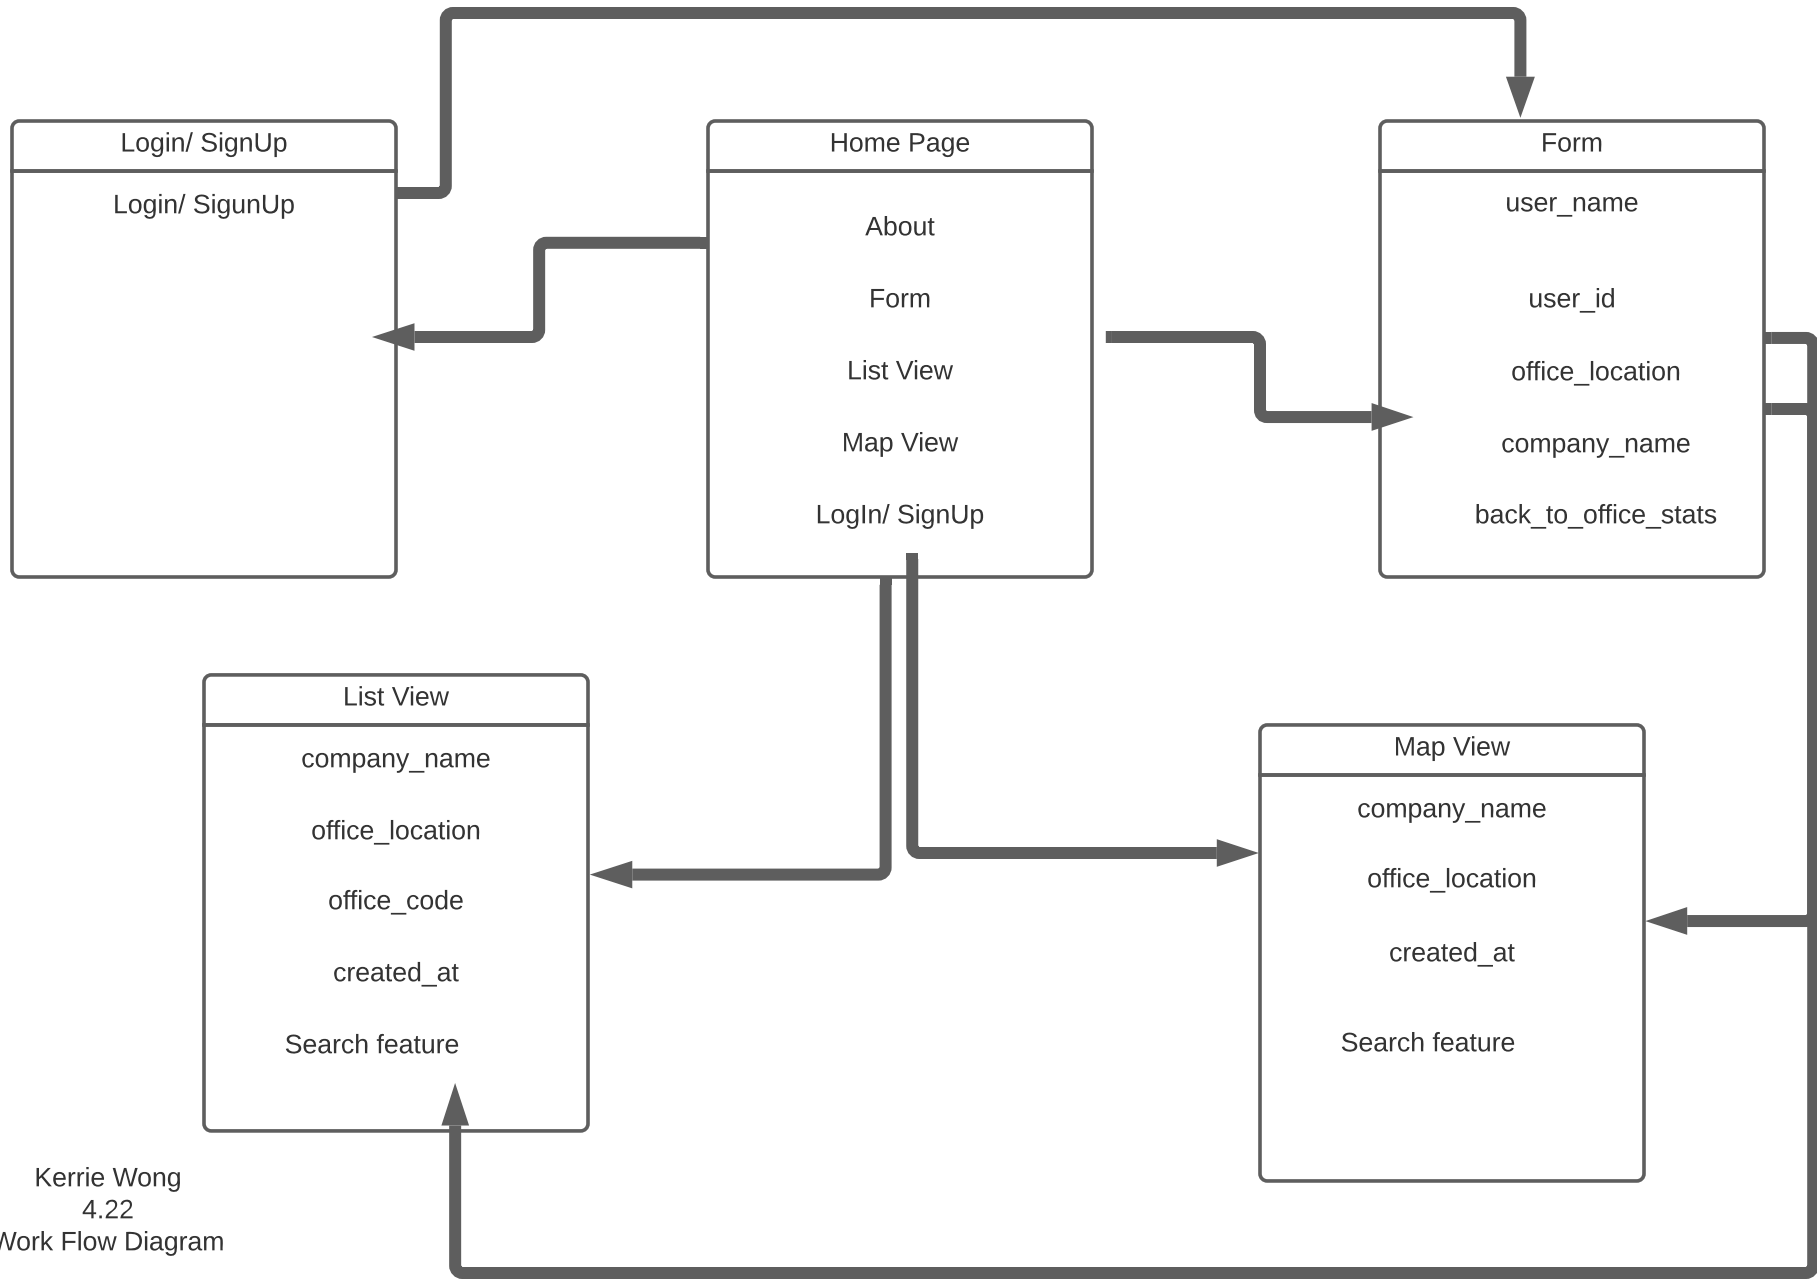 Login/ SignUp
Login/ SigunUp
Home Page
About
Form
List View
Map View
LogIn/ SignUp
Form
user_name
user_id
office_location
company_name
back_to_office_stats
List View
company_name
office_location
office_code
created_at
Search feature
Map View
company_name
office_location
created_at
Search feature
Kerrie Wong
4.22
Work Flow Diagram